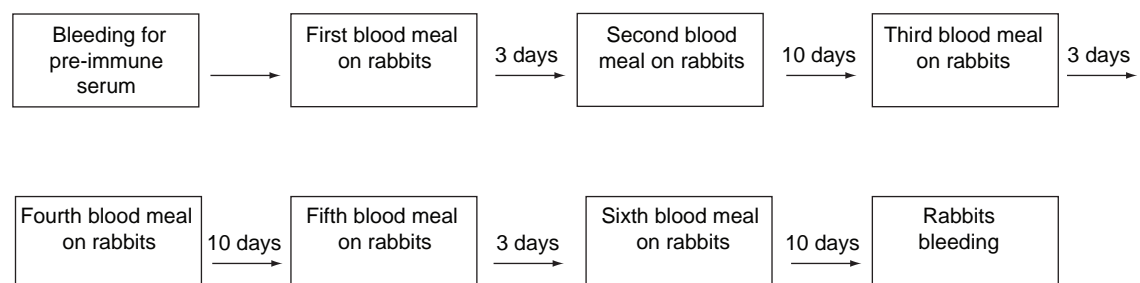 Bleeding for
pre-immune
serum
First blood meal
on rabbits
3 days
Second blood
meal on rabbits
10 days
Third blood meal
on rabbits
3 days
Fourth blood meal
on rabbits
10 days
Fifth blood meal
on rabbits
3 days
Sixth blood meal
on rabbits
10 days
Rabbits
bleeding